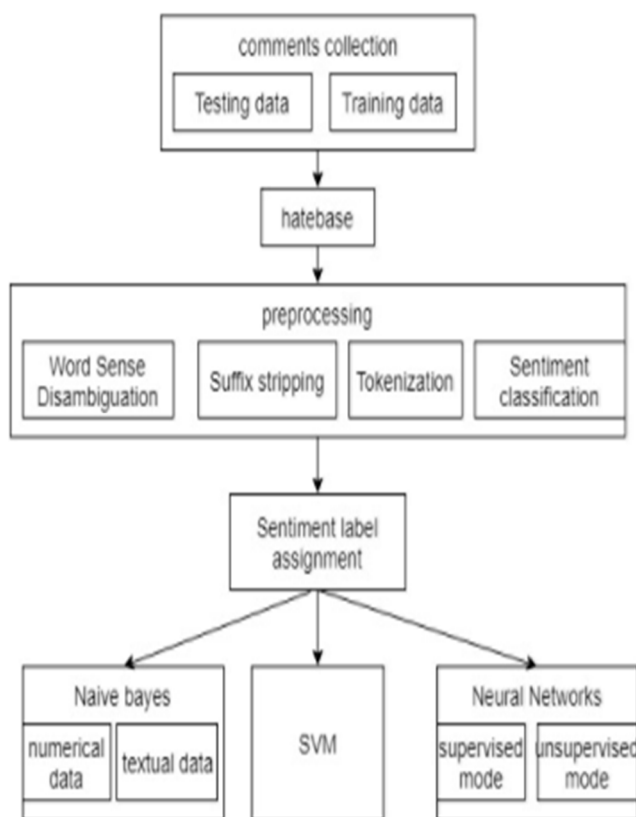 comments collection
Testing data
Training data
hatebase
preprocessing
Word Sense
Disambiguation
Suffix stripping
Tokenization
Sentiment
classification
Sentiment label
assignment
Naive bayes
numerical
data
textual data
SVM
Neural Networks
supervised
mode
unsupervised
mode